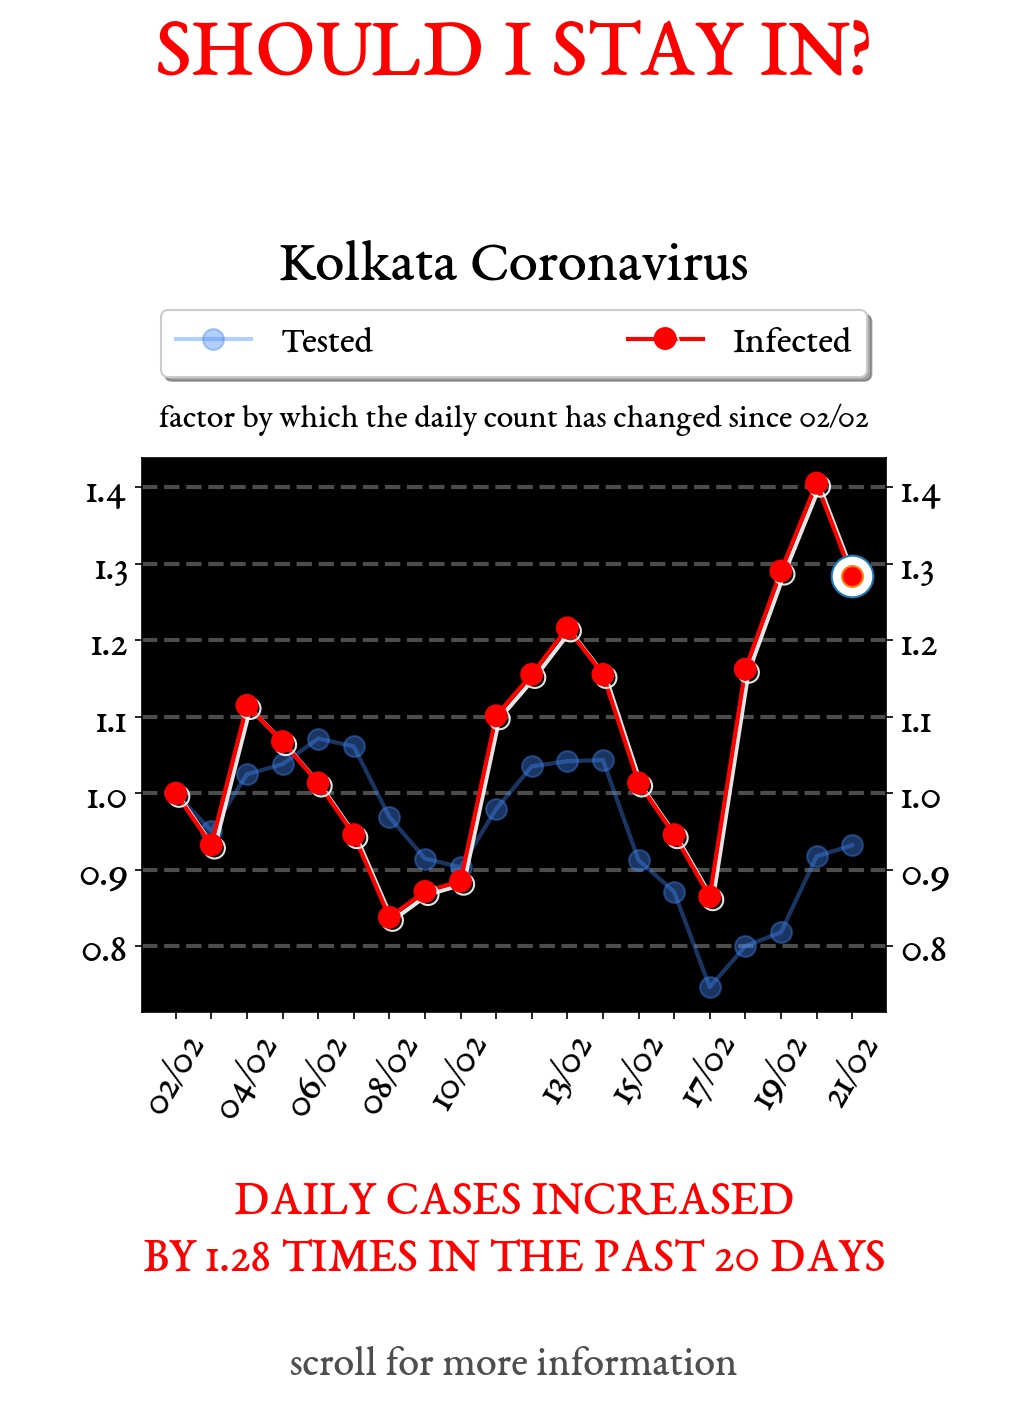 SHOULD I STAY IN?
Kolkata Coronavirus
Tested Infected
factor by which the daily count has changed since 02/02
1.4 1.4
1.3 1.3
1.2 1.2
1.1 1.1
1.0 1.0
0.9 0.9
0.8 0.8
02/02 04/02 06/02 08/02 10/02 13/02 15/02 17/02 19/02 21/02
DAILY CASES INCREASED
BY 1.28 TIMES IN THE PAST 20 DAYS
scroll for more information